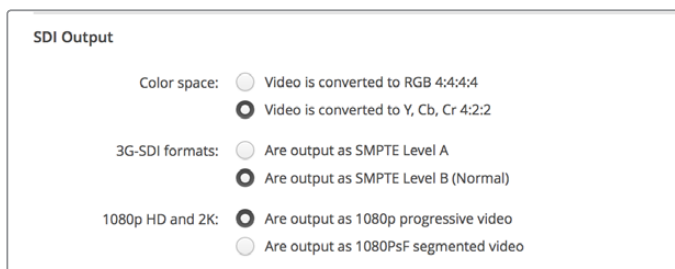 SDI Output
Color space: Video is converted to RGB 4:4:4:4
Video is converted to Y, Cb, Cr 4:2:2
3G-SDI formats: Are output as SMPTE Level A
Are output as SMPTE Level B (Normal)
1080p HD and 2K: Are output as 1080p progressive video
Are output as 1080PsF segmented video